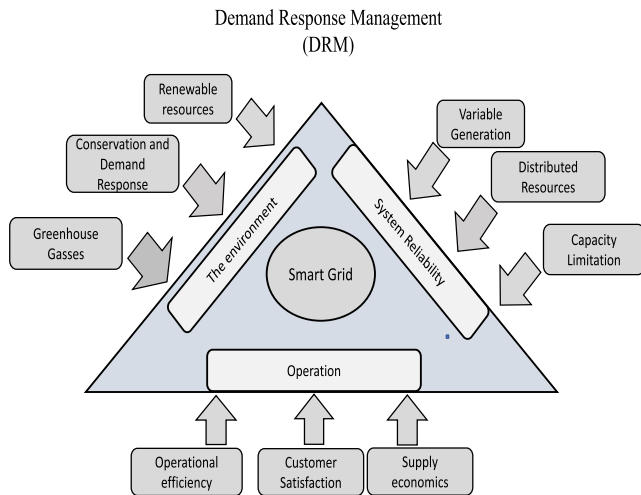 Demand Response Management
(DRM)
Renewable
resources
Conservation and
Demand
Response
Greenhouse
Gasses
Variable
Generation
Distributed
Resources
Capacity
Limitation
The environment
System Reliability
Smart Grid
Operation
Operational
efficiency
Customer
Satisfaction
Supply
economics